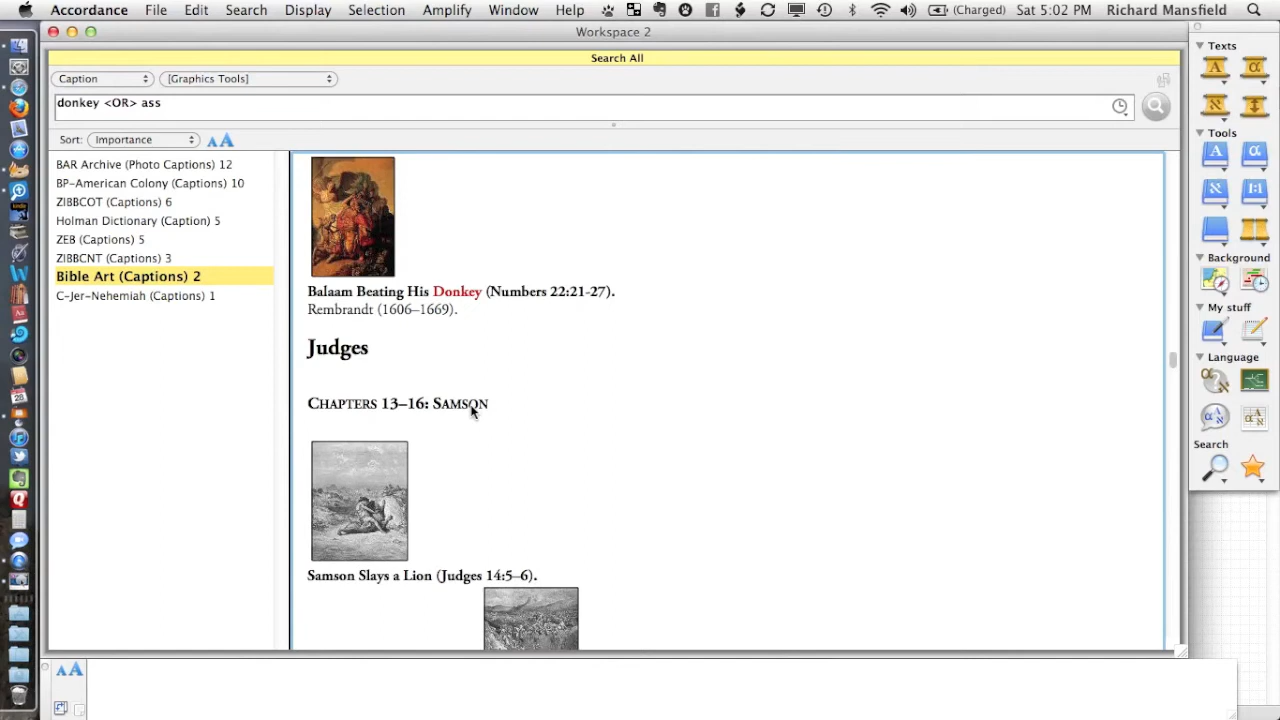 Accordance File Edit Search Display Selection Amplify Window Help (Charged) Sat 5:02 PM Richard Mansfield
Workspace 2
Search All
Caption [Graphics Tools]
donkey <OR> ass
Sort: Importance AA
BAR Archive (Photo Captions) 12
BP-American Colony (Captions) 10
ZIBBCOT (Captions) 6
Holman Dictionary (Caption) 5
ZEB (Captions) 5
ZIBBCNT (Captions) 3
Bible Art (Captions) 2
C-Jer-Nehemiah (Captions) 1
Balaam Beating His Donkey (Numbers 22:21-27).
Rembrandt (1606–1669).
Judges
CHAPTERS 13–16: SAMSON
Samson Slays a Lion (Judges 14:5–6).
Texts
A α
א
Tools
A α
א 1:1
Background
My stuff
Language
Search
AA